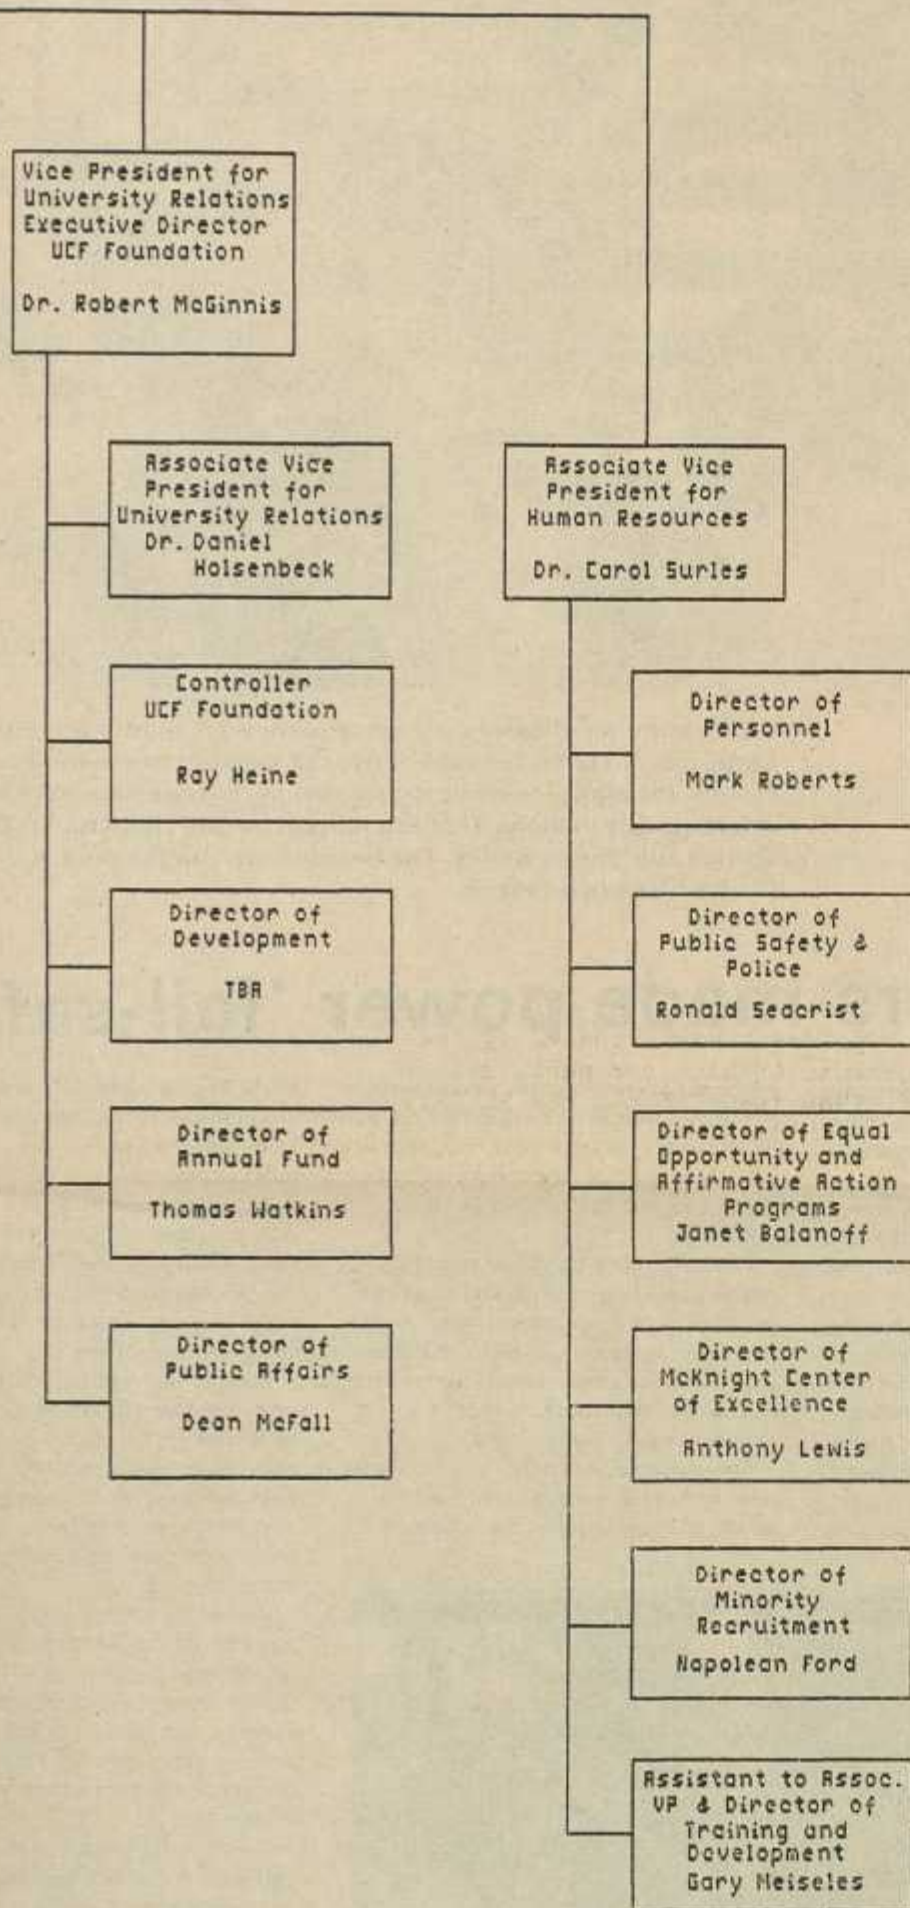 Vice President for
University Relations
Executive Director
UCF Foundation
Dr. Robert McGinnis
Associate Vice
President for
University Relations
Dr. Daniel
Holsenbeck
Controller
UCF Foundation
Ray Heine
Director of
Development
TBA
Director of
Annual Fund
Thomas Watkins
Director of
Public Affairs
Dean McFall
Associate Vice
President for
Human Resources
Dr. Carol Surles
Director of
Personnel
Mark Roberts
Director of
Public Safety &
Police
Ronald Seacrist
Director of Equal
Opportunity and
Affirmative Action
Programs
Janet Balanoff
Director of
McKnight Center
of Excellence
Anthony Lewis
Director of
Minority
Recruitment
Napolean Ford
Assistant to Assoc.
VP & Director of
Training and
Development
Gary Meiseles